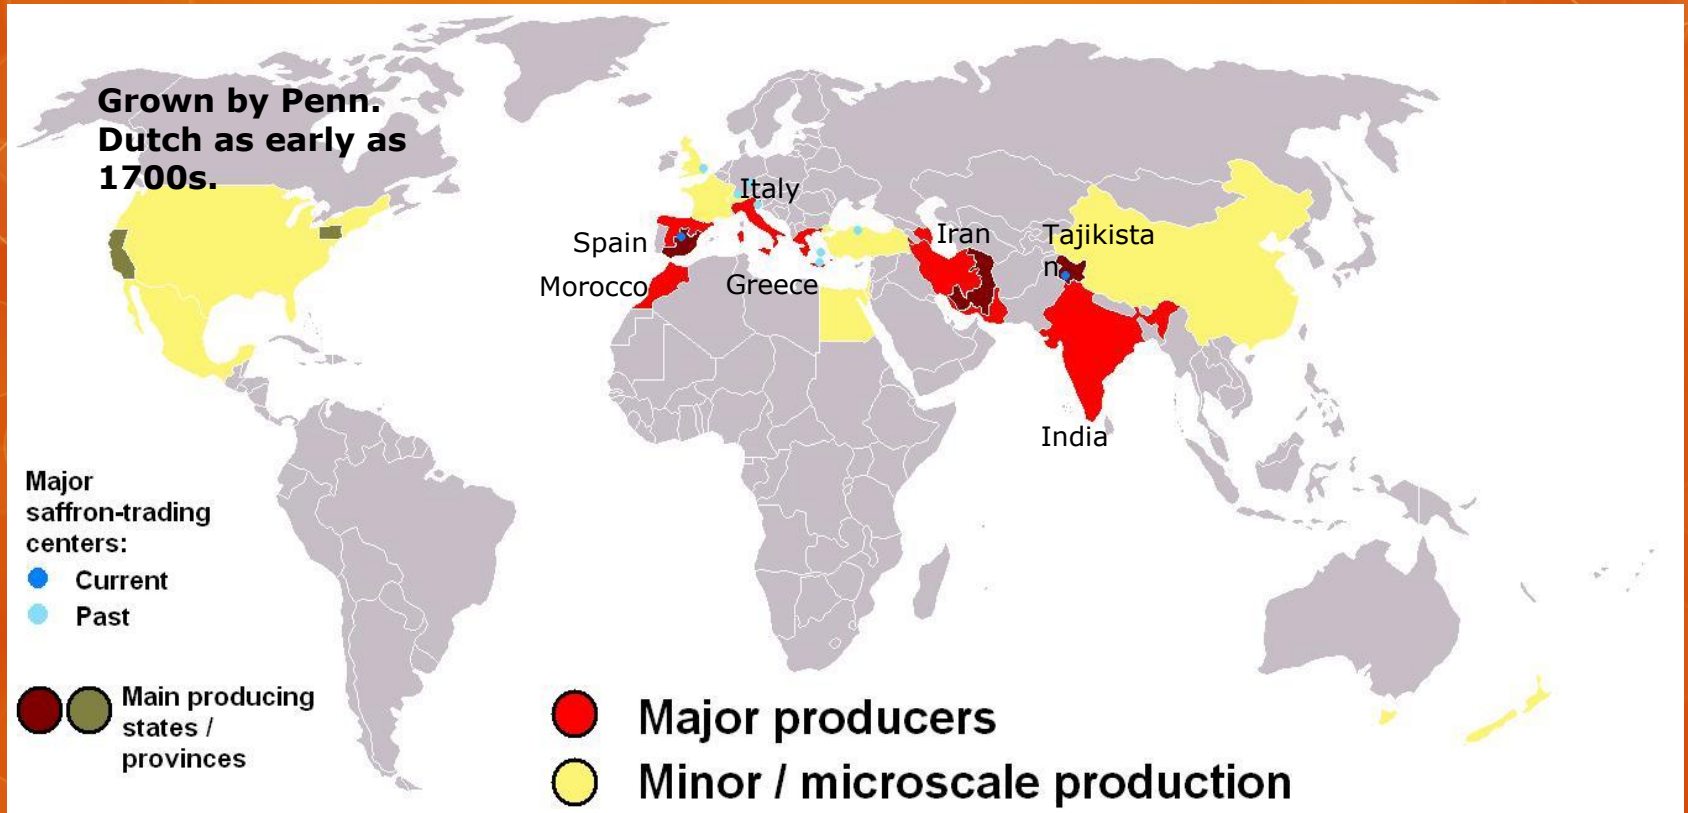 Grown by Penn.
Dutch as early as
1700s.
Italy
Spain
Iran
Tajikista
n
Morocco
Greece
India
Major
saffron-trading
centers:
Current
Past
Main producing
states /
provinces
Major producers
Minor / microscale production